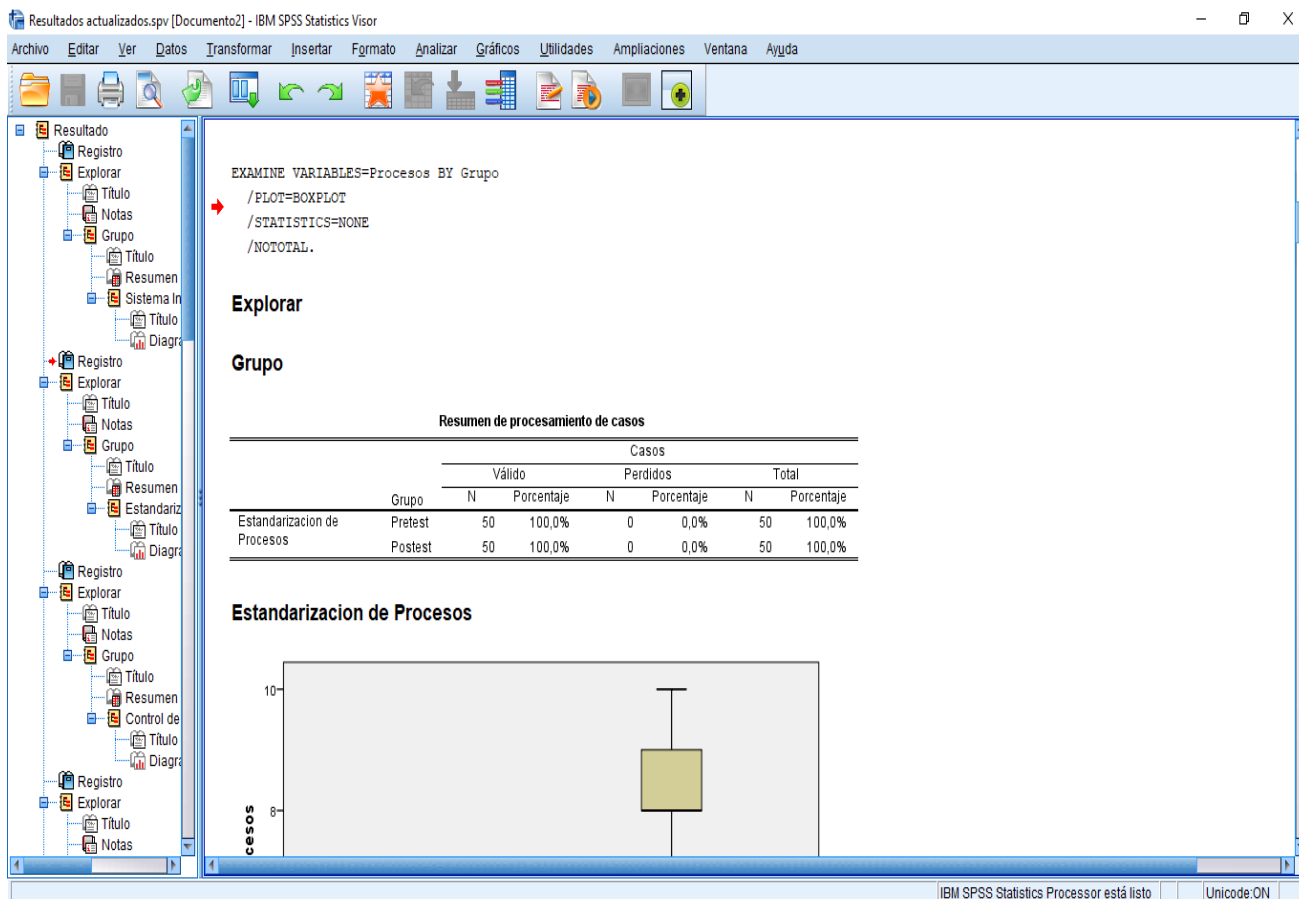 Resultados actualizados.spv [Documento2] - IBM SPSS Statistics Visor
Archivo Editar Ver Datos Transformar Insertar Formato Analizar Gráficos Utilidades Ampliaciones Ventana Ayuda
Resultado
Registro
Explorar
Título
Notas
Grupo
Título
Resumen
Sistema In
Título
Diagra
Registro
Explorar
Título
Notas
Grupo
Título
Resumen
Estandariz
Título
Diagra
Registro
Explorar
Título
Notas
Grupo
Título
Resumen
Control de
Título
Diagra
Registro
Explorar
Título
Notas
EXAMINE VARIABLES=Procesos BY Grupo
/PLOT=BOXPLOT
/STATISTICS=NONE
/NOTOTAL.
Explorar
Grupo
Resumen de procesamiento de casos
Casos
Válido Perdidos Total
Grupo N Porcentaje N Porcentaje N Porcentaje
Estandarizacion de Procesos Pretest 50 100,0% 0 0,0% 50 100,0%
Postest 50 100,0% 0 0,0% 50 100,0%
Estandarizacion de Procesos
10
8
cesos
IBM SPSS Statistics Processor está listo Unicode:ON